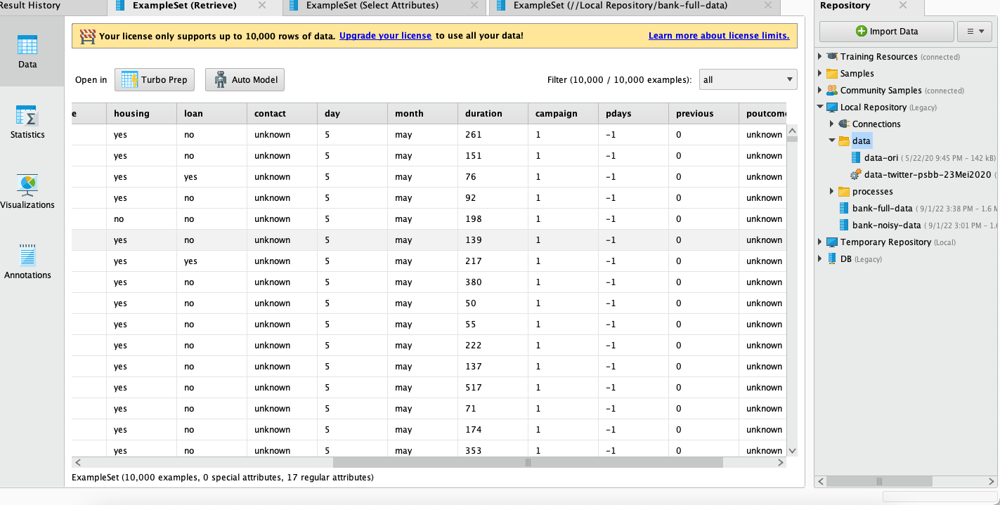 Result History
ExampleSet (Retrieve)
ExampleSet (Select Attributes)
ExampleSet (//Local Repository/bank-full-data)
Repository
Your license only supports up to 10,000 rows of data. Upgrade your license to use all your data!
Learn more about license limits.
Import Data
Data
Statistics
Visualizations
Annotations
Open in Turbo Prep Auto Model
Filter (10,000 / 10,000 examples): all
e housing loan contact day month duration campaign pdays previous poutcome
yes no unknown 5 may 261 1 -1 0 unknown
yes no unknown 5 may 151 1 -1 0 unknown
yes yes unknown 5 may 76 1 -1 0 unknown
yes no unknown 5 may 92 1 -1 0 unknown
no no unknown 5 may 198 1 -1 0 unknown
yes no unknown 5 may 139 1 -1 0 unknown
yes yes unknown 5 may 217 1 -1 0 unknown
yes no unknown 5 may 380 1 -1 0 unknown
yes no unknown 5 may 50 1 -1 0 unknown
yes no unknown 5 may 55 1 -1 0 unknown
yes no unknown 5 may 222 1 -1 0 unknown
yes no unknown 5 may 137 1 -1 0 unknown
yes no unknown 5 may 517 1 -1 0 unknown
yes no unknown 5 may 71 1 -1 0 unknown
yes no unknown 5 may 174 1 -1 0 unknown
yes no unknown 5 may 353 1 -1 0 unknown
ExampleSet (10,000 examples, 0 special attributes, 17 regular attributes)
Training Resources (connected)
Samples
Community Samples (connected)
Local Repository (Legacy)
Connections
data
data-ori ( 5/22/20 9:45 PM – 142 kB)
data-twitter-psbb-23Mei2020 (
processes
bank-full-data ( 9/1/22 3:38 PM – 1.6 M
bank-noisy-data ( 9/1/22 3:01 PM – 1.6
Temporary Repository (Local)
DB (Legacy)